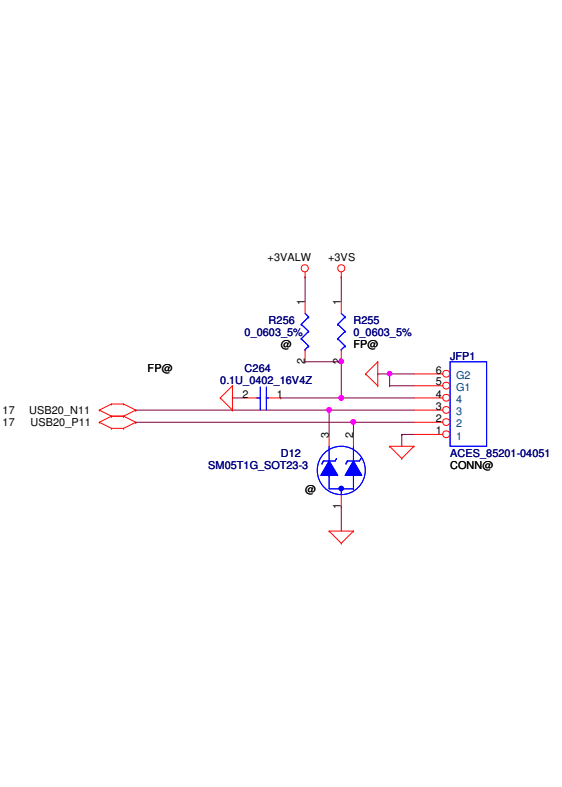 +3VALW +3VS
1 1
R256 R255
0_0603_5% 0_0603_5%
@ FP@
2 2
JFP1
FP@ C264
0.1U_0402_16V4Z
6 G2
5 G1
2 1 4 4
17 USB20_N11 3 3
17 USB20_P11 2 2
1 1
3 2
D12
SM05T1G_SOT23-3
ACES_85201-04051
CONN@
@
1